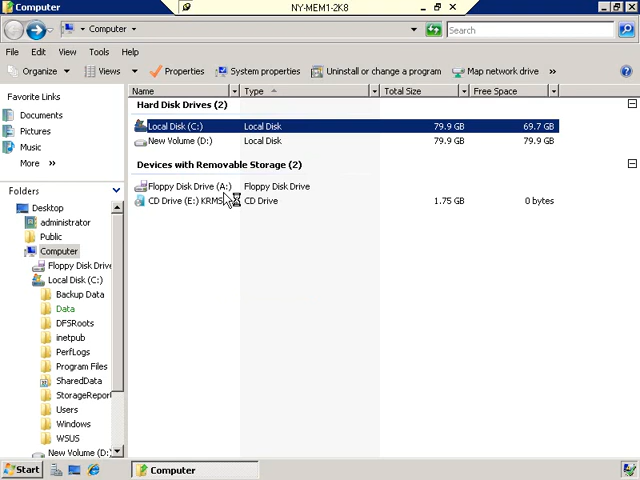 Computer
NY-MEM1-2K8
Computer
Search
File Edit View Tools Help
Organize Views Properties System properties Uninstall or change a program Map network drive »
Favorite Links
Documents
Pictures
Music
More »
Folders
Desktop
administrator
Public
Computer
Floppy Disk Drive
Local Disk (C:)
Backup Data
Data
DFSRoots
inetpub
PerfLogs
Program Files
SharedData
StorageReport
Users
Windows
WSUS
New Volume (D:)
Name Type Total Size Free Space
Hard Disk Drives (2)
Local Disk (C:) Local Disk 79.9 GB 69.7 GB
New Volume (D:) Local Disk 79.9 GB 79.9 GB
Devices with Removable Storage (2)
Floppy Disk Drive (A:) Floppy Disk Drive
CD Drive (E:) KRMS CD Drive 1.75 GB 0 bytes
Start Computer